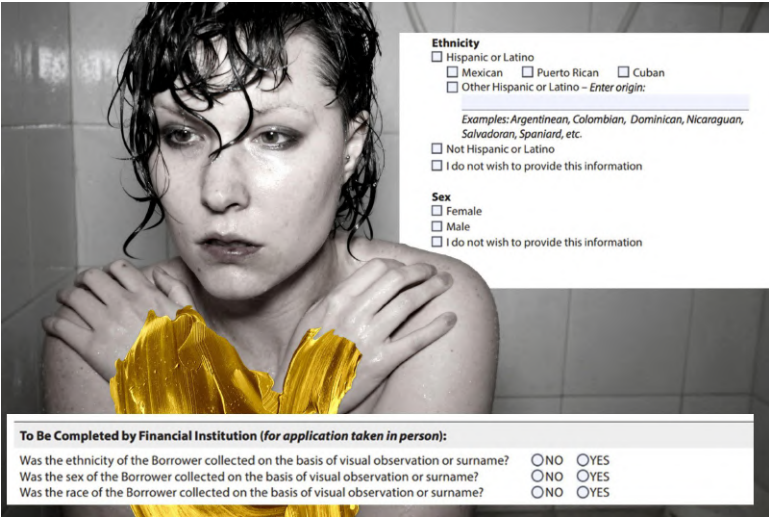 Ethnicity
Hispanic or Latino
Mexican Puerto Rican Cuban
Other Hispanic or Latino – Enter origin:
Examples: Argentinean, Colombian, Dominican, Nicaraguan,
Salvadoran, Spaniard, etc.
Not Hispanic or Latino
I do not wish to provide this information
Sex
Female
Male
I do not wish to provide this information
To Be Completed by Financial Institution (for application taken in person):
Was the ethnicity of the Borrower collected on the basis of visual observation or surname? NO YES
Was the sex of the Borrower collected on the basis of visual observation or surname? NO YES
Was the race of the Borrower collected on the basis of visual observation or surname? NO YES